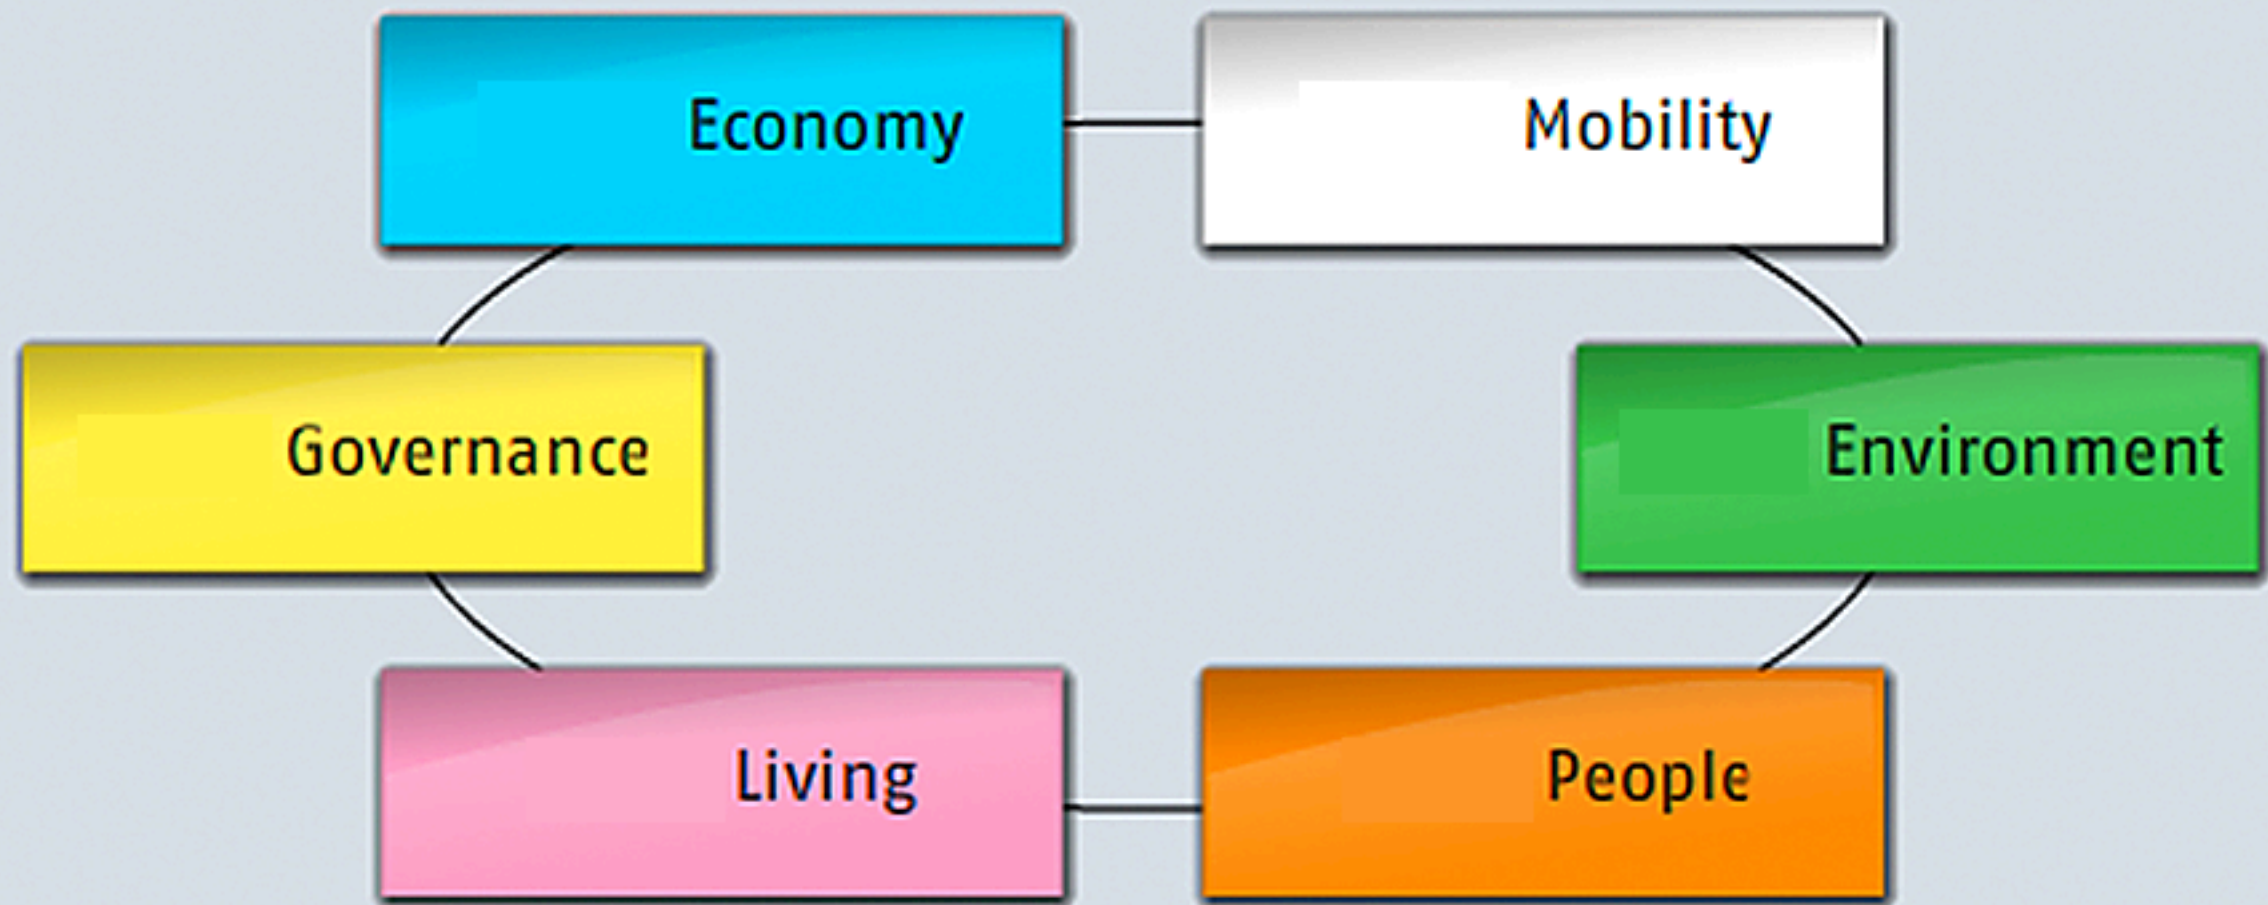 Economy
Mobility
Governance
Environment
Living
People